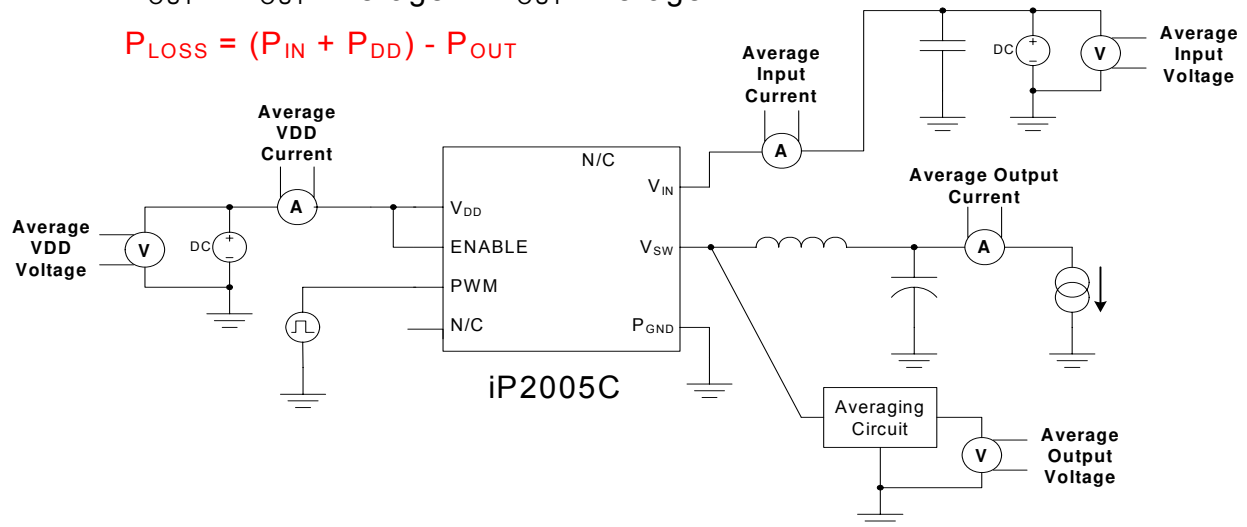 P_LOSS = (P_IN + P_DD) - P_OUT
Average
Input
Voltage
DC
V
Average
Input
Current
A
Average
VDD
Current
A
N/C
V_IN
Average Output
Current
A
Average
VDD
Voltage
V
DC
V_DD
ENABLE
PWM
N/C
V_SW
P_GND
iP2005C
Averaging
Circuit
V
Average
Output
Voltage